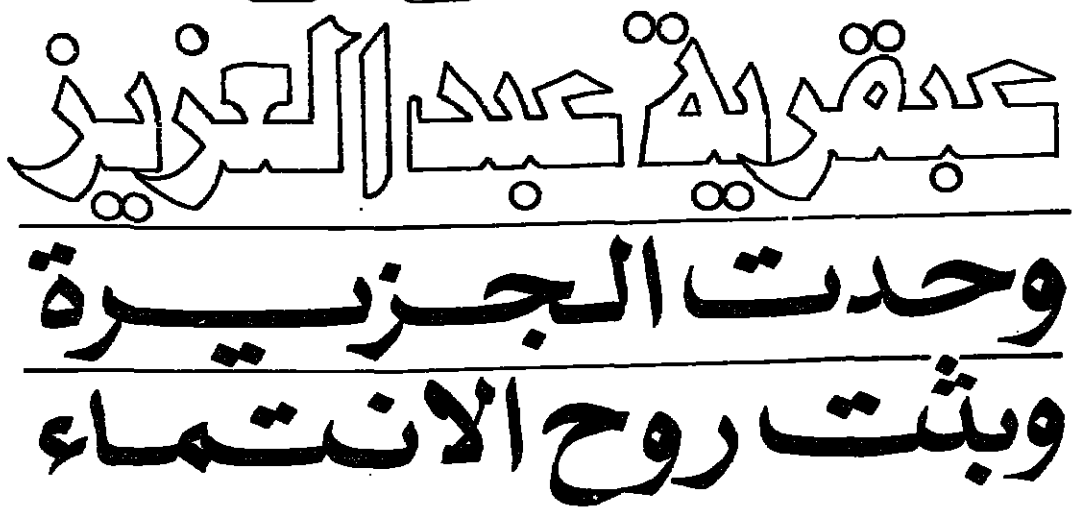 عبقرية عبد العزيز
وحدت الجزيرة
وبثت روح الانتماء